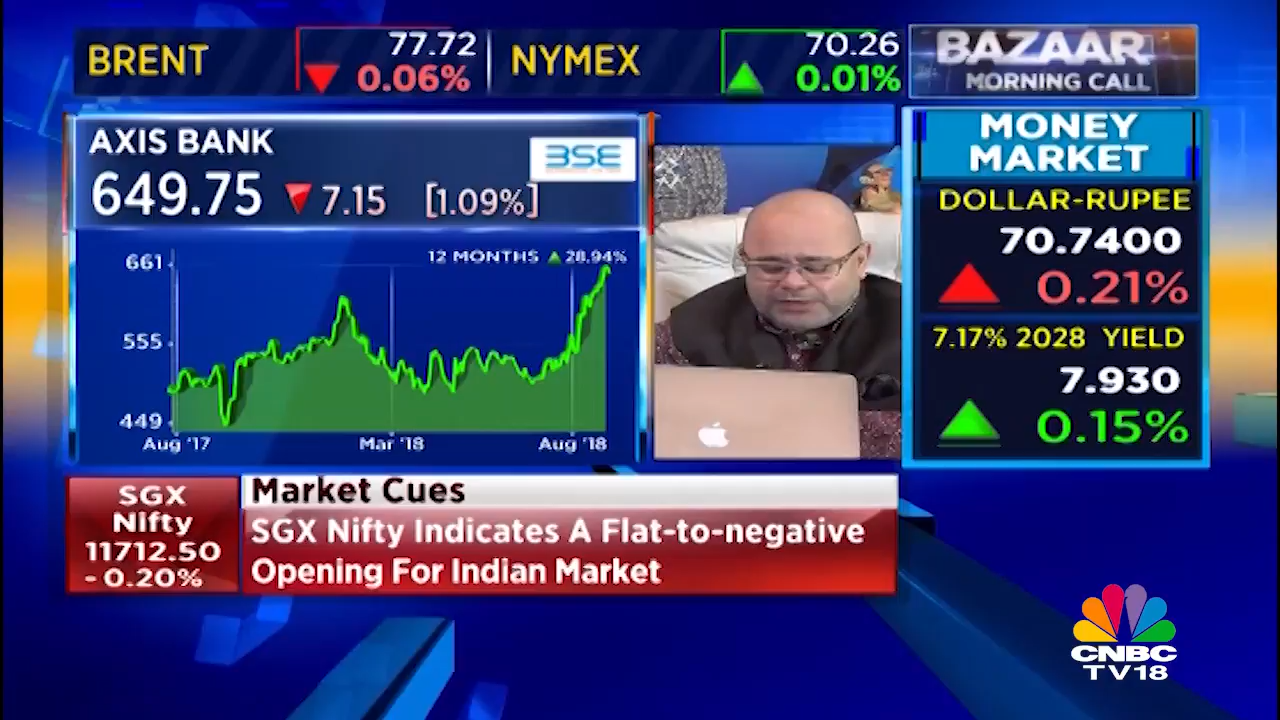 BRENT
77.72
0.06%
NYMEX
70.26
0.01%
BAZAAR
MORNING CALL
AXIS BANK
649.75 7.15 [1.09%]
BSE
12 MONTHS 28.94%
661
555
449
Aug '17
Mar '18
Aug '18
MONEY
MARKET
DOLLAR-RUPEE
70.7400
0.21%
7.17% 2028 YIELD
7.930
0.15%
SGX
Nifty
11712.50
- 0.20%
Market Cues
SGX Nifty Indicates A Flat-to-negative
Opening For Indian Market
CNBC
TV18